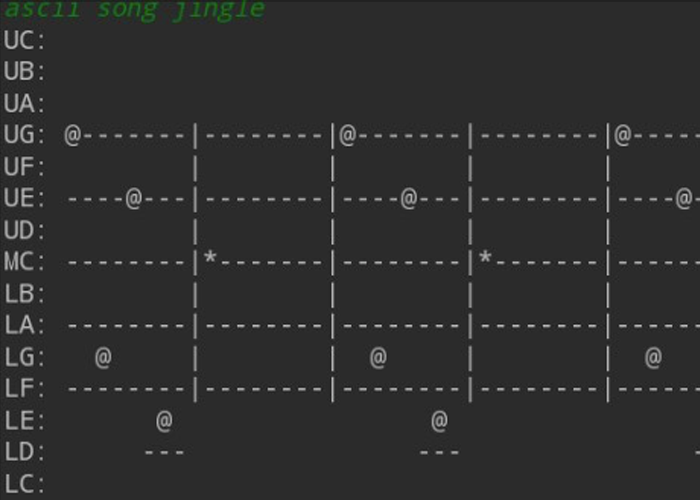 ascii song jingle
UC:
UB:
UA:
UG: @-------|--------|@-------|--------|@-----
UF:         |        |        |        |
UE: ----@---|--------|----@---|--------|----@-
UD:         |        |        |        |
MC: --------|*-------|--------|*-------|------
LB:         |        |        |        |
LA: --------|--------|--------|--------|------
LG:   @     |        |  @     |        |  @
LF: --------|--------|--------|--------|------
LE:       @                 @
LD:      ---               ---               -
LC: